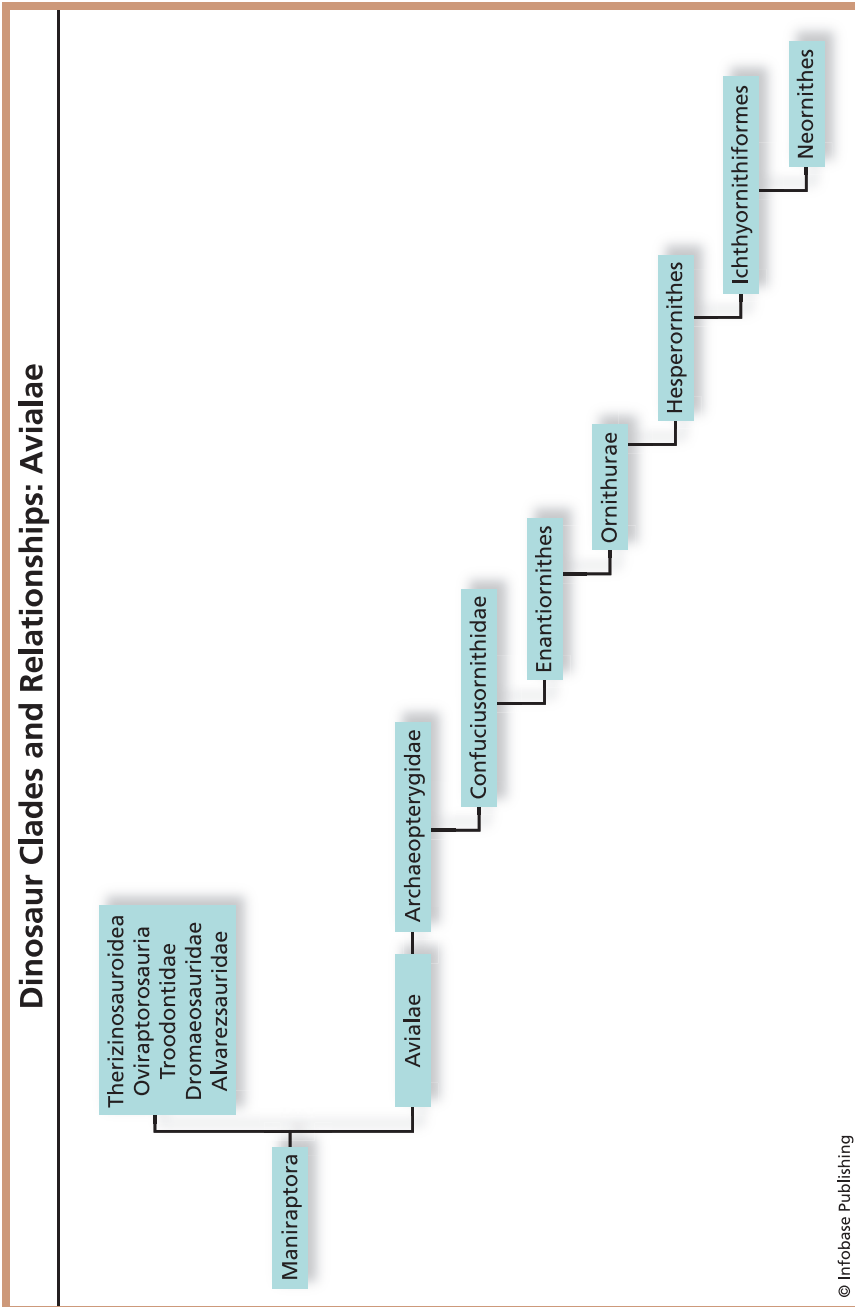 Dinosaur Clades and Relationships: Avialae
Therizinosauroidea
Oviraptorosauria
Troodontidae
Dromaeosauridae
Alvarezsauridae
Maniraptora
Avialae
Archaeopterygidae
Confuciusornithidae
Enantiornithes
Ornithurae
Hesperornithes
Ichthyornithiformes
Neornithes
© Infobase Publishing